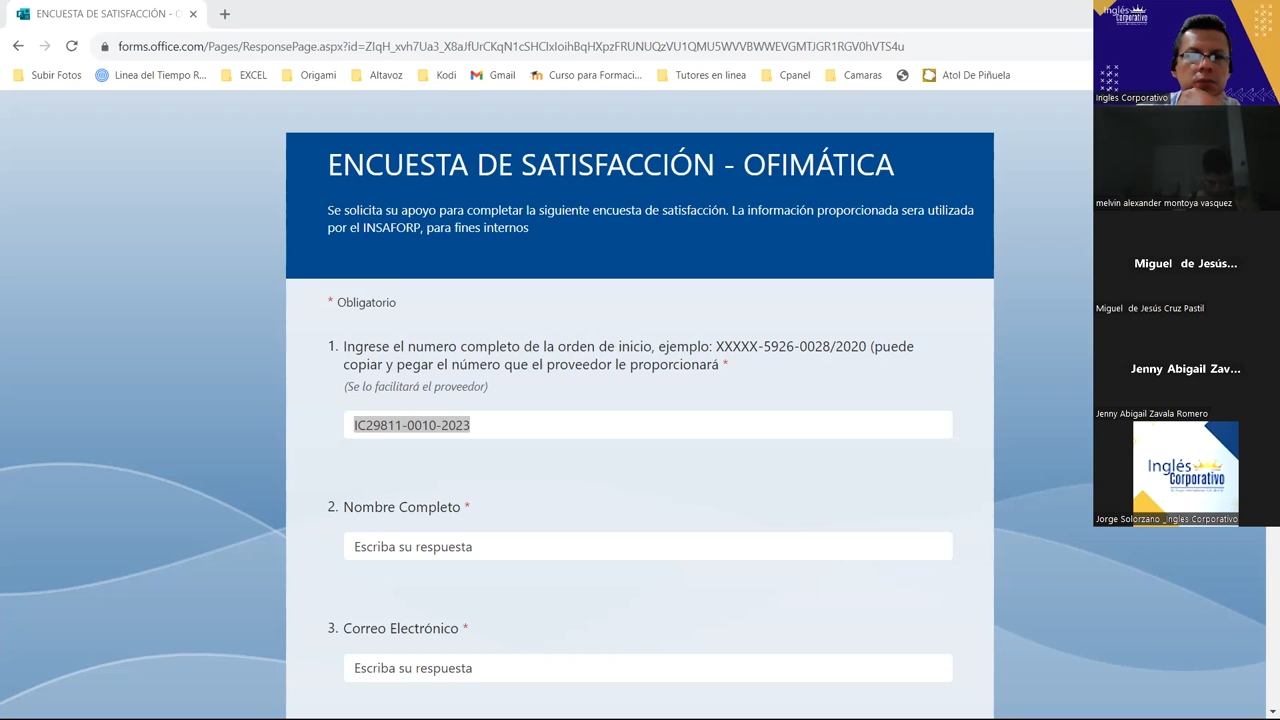 ENCUESTA DE SATISFACCIÓN - O
forms.office.com/Pages/ResponsePage.aspx?id=ZIqH_xvh7Ua3_X8aJfUrCKqN1cSHCIxIoihBqHXpzFRUNUQzVU1QMU5WVVBWWEVGMTJGR1RGV0hVTS4u
Subir Fotos
Linea del Tiempo R...
EXCEL
Origami
Altavoz
Kodi
Gmail
Curso para Formaci...
Tutores en linea
Cpanel
Camaras
Atol De Piñuela
ENCUESTA DE SATISFACCIÓN - OFIMÁTICA
Se solicita su apoyo para completar la siguiente encuesta de satisfacción. La información proporcionada sera utilizada
por el INSAFORP, para fines internos
* Obligatorio
1. Ingrese el numero completo de la orden de inicio, ejemplo: XXXXX-5926-0028/2020 (puede
copiar y pegar el número que el proveedor le proporcionará *
(Se lo facilitará el proveedor)
IC29811-0010-2023
2. Nombre Completo *
Escriba su respuesta
3. Correo Electrónico *
Escriba su respuesta
Inglés
Corporativo
Ingles Corporativo
melvin alexander montoya vasquez
Miguel de Jesús...
Miguel de Jesús Cruz Pastil
Jenny Abigail Zav...
Jenny Abigail Zavala Romero
Inglés
Corporativo
Jorge Solorzano _Ingles Corporativo